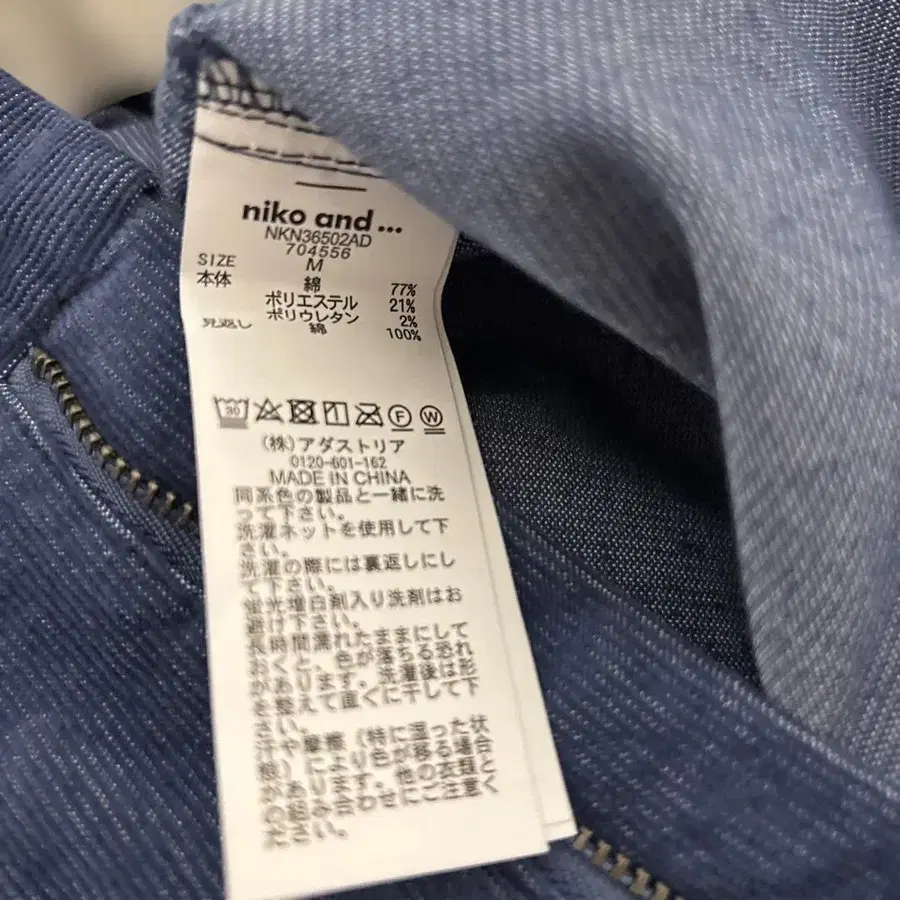 niko and ...
NKN36502AD
704556
SIZE M
本体 綿 77%
ポリエステル 21%
ポリウレタン 2%
見返し 綿 100%
30 F W
(株)アダストリア
0120-601-162
MADE IN CHINA
同系色の製品と一緒に洗
って下さい。
洗濯ネットを使用して下
さい。
洗濯の際には裏返しにし
て下さい。
蛍光増白剤入り洗剤はお
避け下さい。
長時間濡れたままにして
おくと、色が落ちる恐れ
があります。洗濯後は形
を整えて直ぐに干して下
さい。
汗や摩擦(特に湿った状
態)により色が移る場合
があります。他の衣類と
の組み合わせにご注意く
ださい。